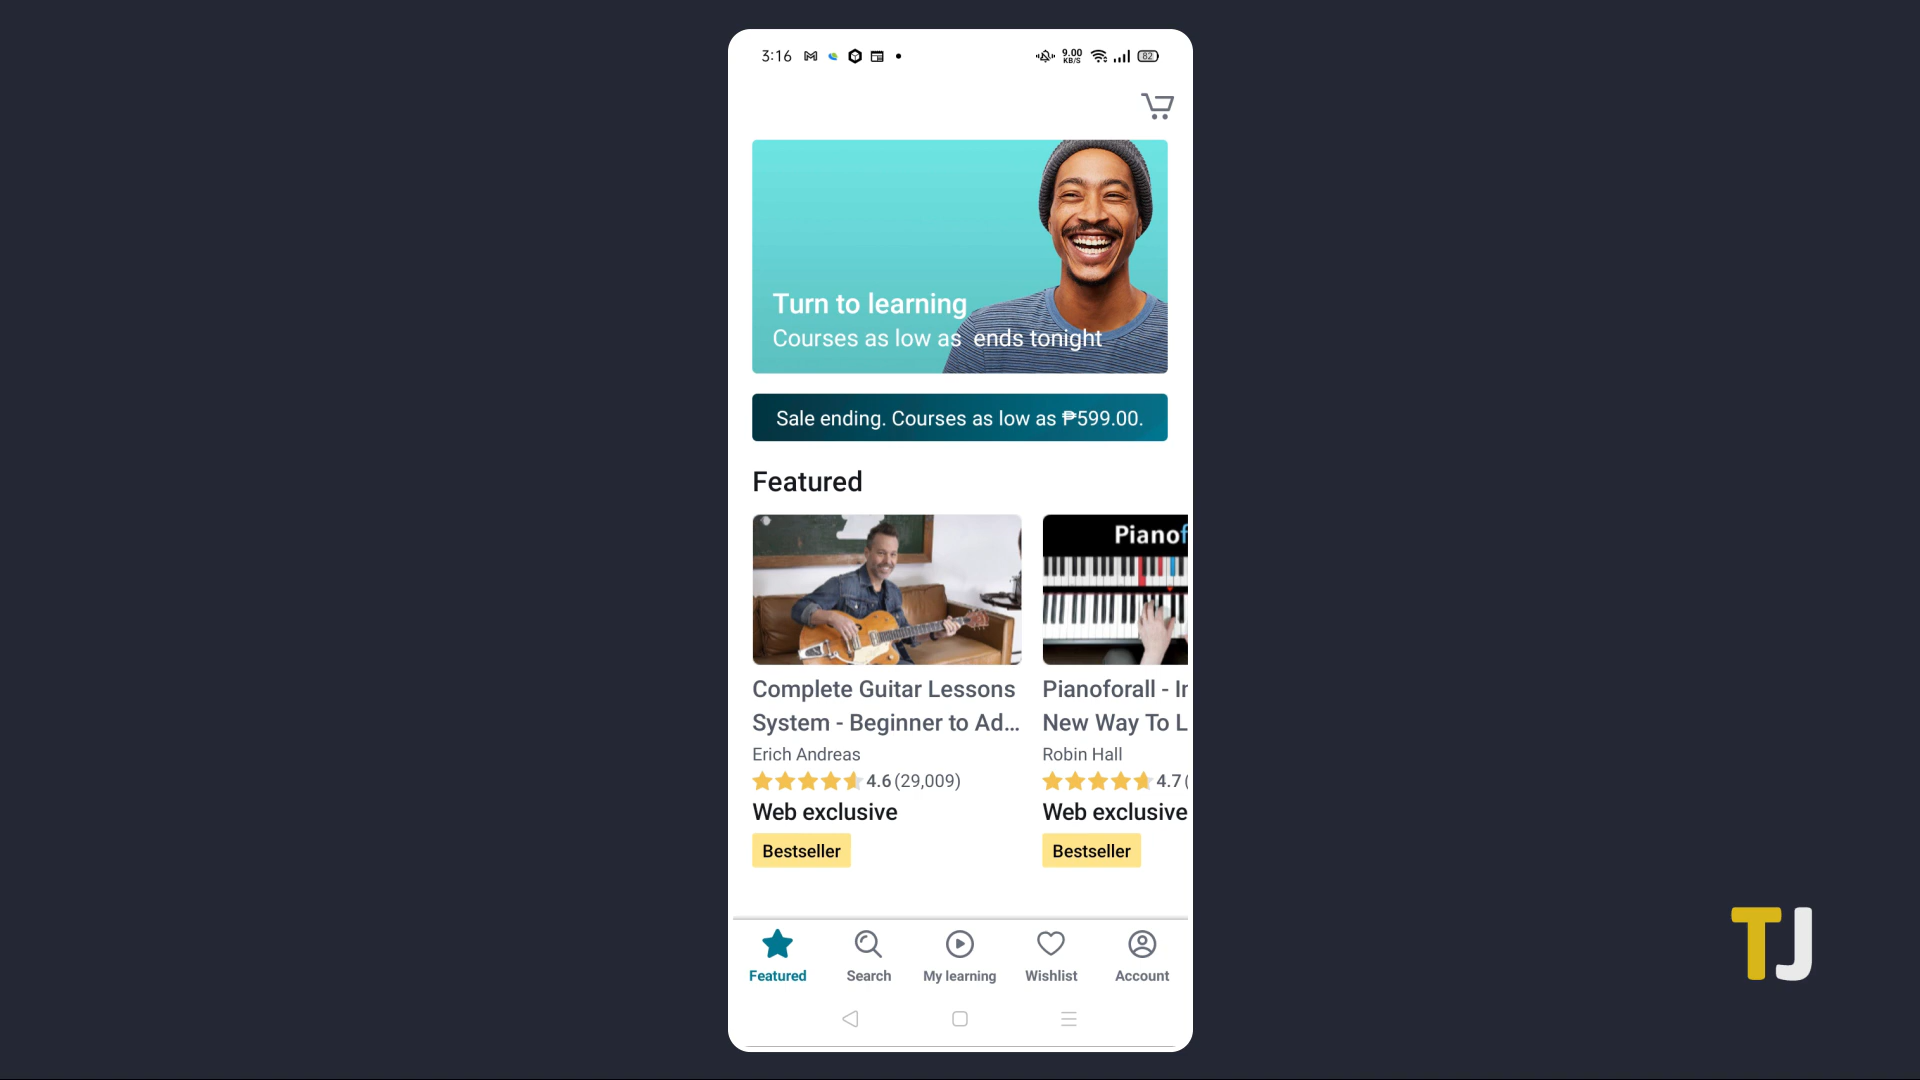 3:16
9.00
KB/S
82
Turn to learning
Courses as low as  ends tonight
Sale ending. Courses as low as ₱599.00.
Featured
Pianof
Complete Guitar Lessons
System - Beginner to Ad...
Erich Andreas
4.6 (29,009)
Web exclusive
Bestseller
Pianoforall - In
New Way To L
Robin Hall
4.7 (
Web exclusive
Bestseller
Featured
Search
My learning
Wishlist
Account
TJ